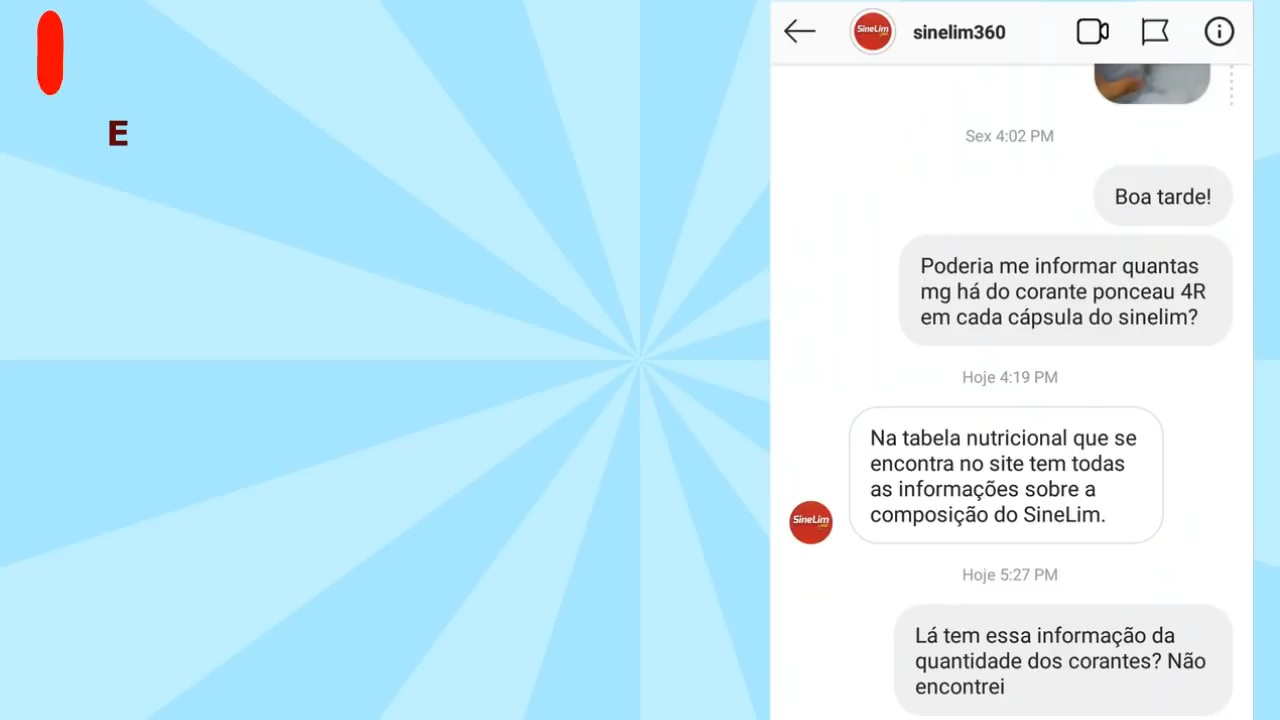 E
SineLim
sinelim360
Sex 4:02 PM
Boa tarde!
Poderia me informar quantas
mg há do corante ponceau 4R
em cada cápsula do sinelim?
Hoje 4:19 PM
Na tabela nutricional que se
encontra no site tem todas
as informações sobre a
composição do SineLim.
SineLim
Hoje 5:27 PM
Lá tem essa informação da
quantidade dos corantes? Não
encontrei